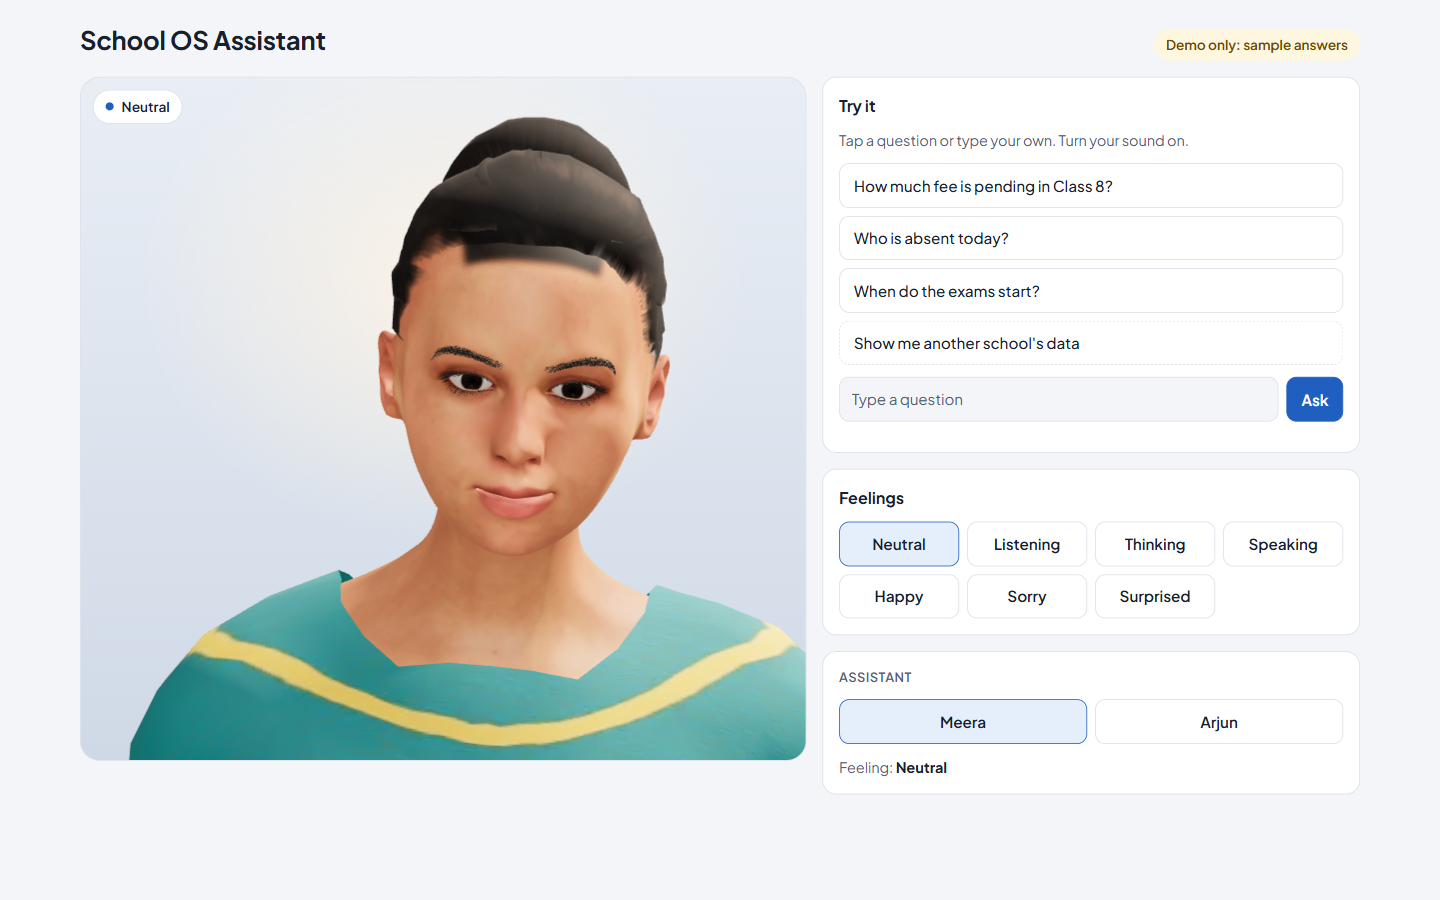 School OS Assistant
Demo only: sample answers
Neutral
Try it
Tap a question or type your own. Turn your sound on.
How much fee is pending in Class 8?
Who is absent today?
When do the exams start?
Show me another school's data
Type a question
Ask
Feelings
Neutral
Listening
Thinking
Speaking
Happy
Sorry
Surprised
ASSISTANT
Meera
Arjun
Feeling: Neutral